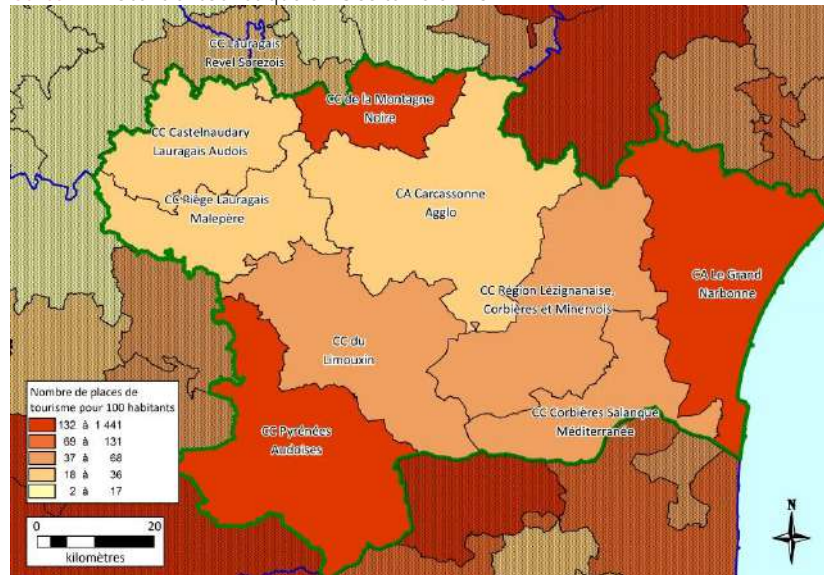 CC Lauragais
Revel Sorezois
CC de la Montagne
Noire
CC Castelnaudary
Lauragais Audois
CC Piège Lauragais
Malepère
CA Carcassonne
Agglo
CA Le Grand
Narbonne
CC Région Lézignanaise,
Corbières et Minervois
CC du
Limouxin
CC Corbières Salanque
Méditerranée
CC Pyrénées
Audoises
Nombre de places de
tourisme pour 100 habitants
132 à 1 441
69 à 131
37 à 68
18 à 36
2 à 17
0 20
kilomètres
N